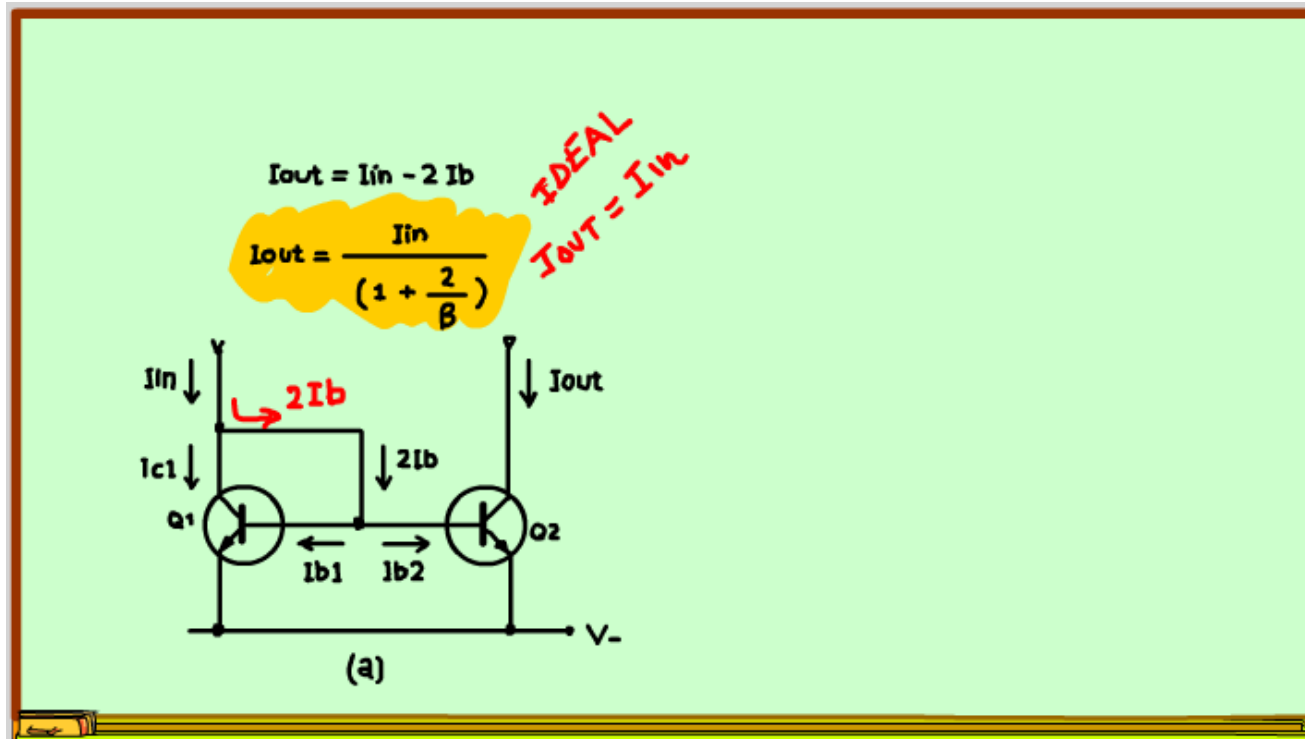 Iout = Iin - 2 Ib
IDEAL
Iout = Iin / (1 + 2/β)
IOUT = IIN
Iin
2Ib
Iout
Ic1
2Ib
Q1
Q2
Ib1
Ib2
V-
(a)